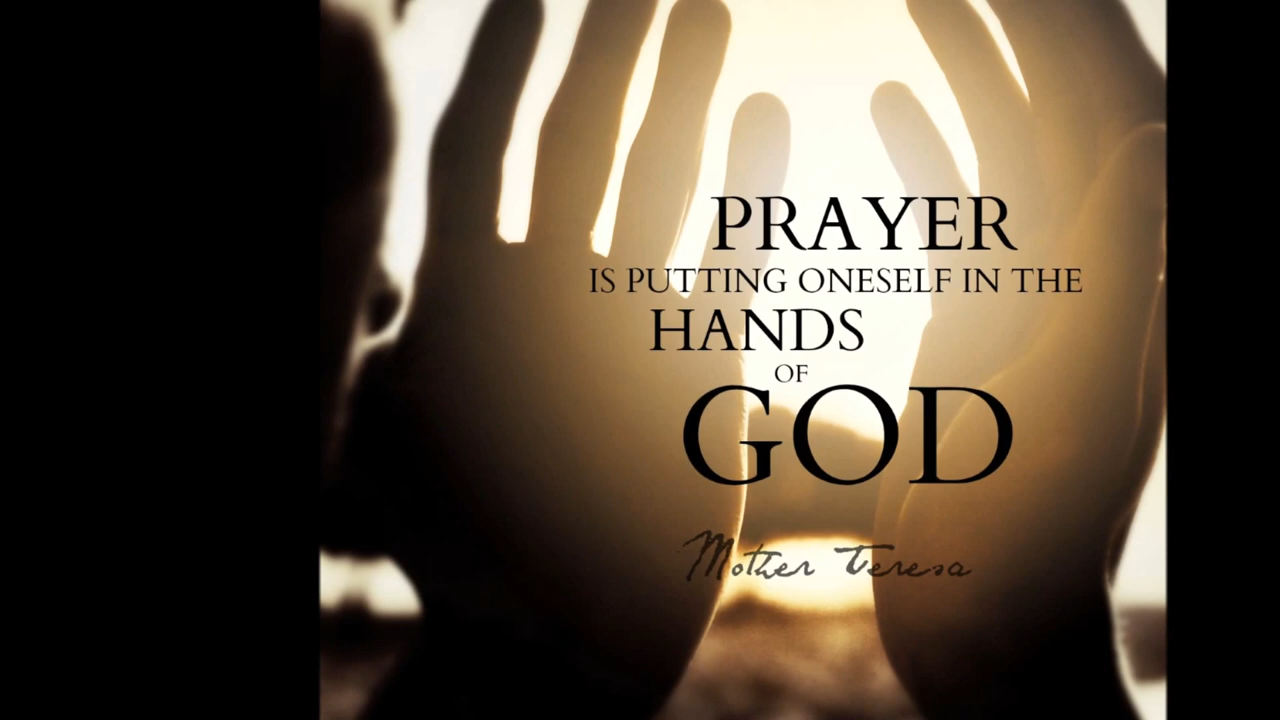 PRAYER
IS PUTTING ONESELF IN THE
HANDS
OF
GOD
Mother Teresa